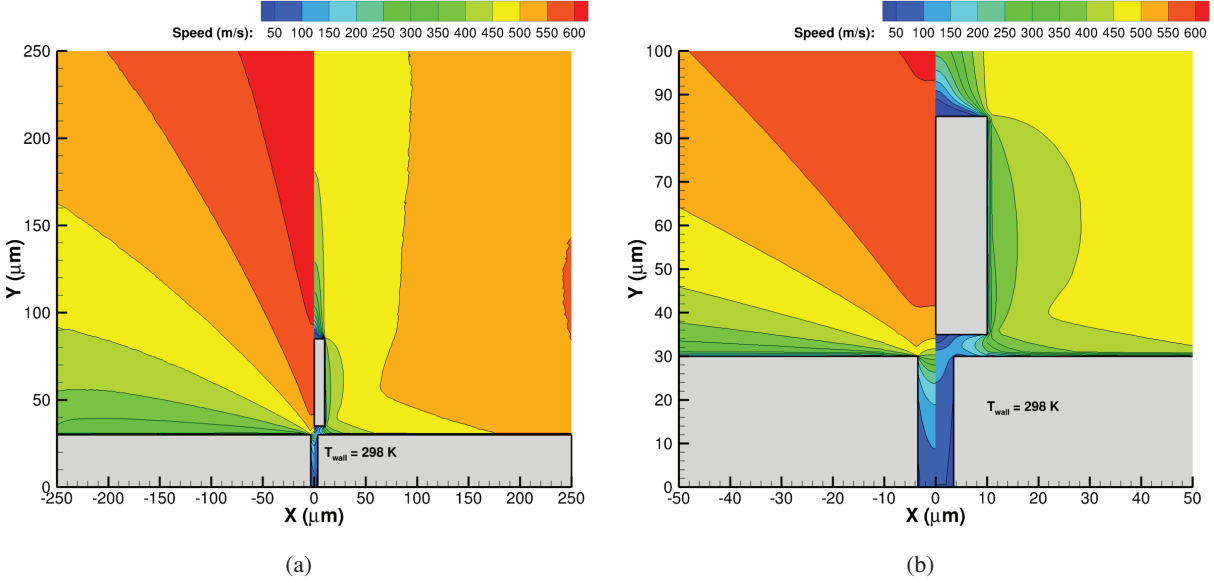 Speed (m/s): 50 100 150 200 250 300 350 400 450 500 550 600
Speed (m/s): 50 100 150 200 250 300 350 400 450 500 550 600
250
200
150
100
50
0
Y (μm)
-250 -200 -150 -100 -50 0 50 100 150 200 250
X (μm)
T_wall = 298 K
(a)
100
90
80
70
60
50
40
30
20
10
0
Y (μm)
-50 -40 -30 -20 -10 0 10 20 30 40 50
X (μm)
T_wall = 298 K
(b)